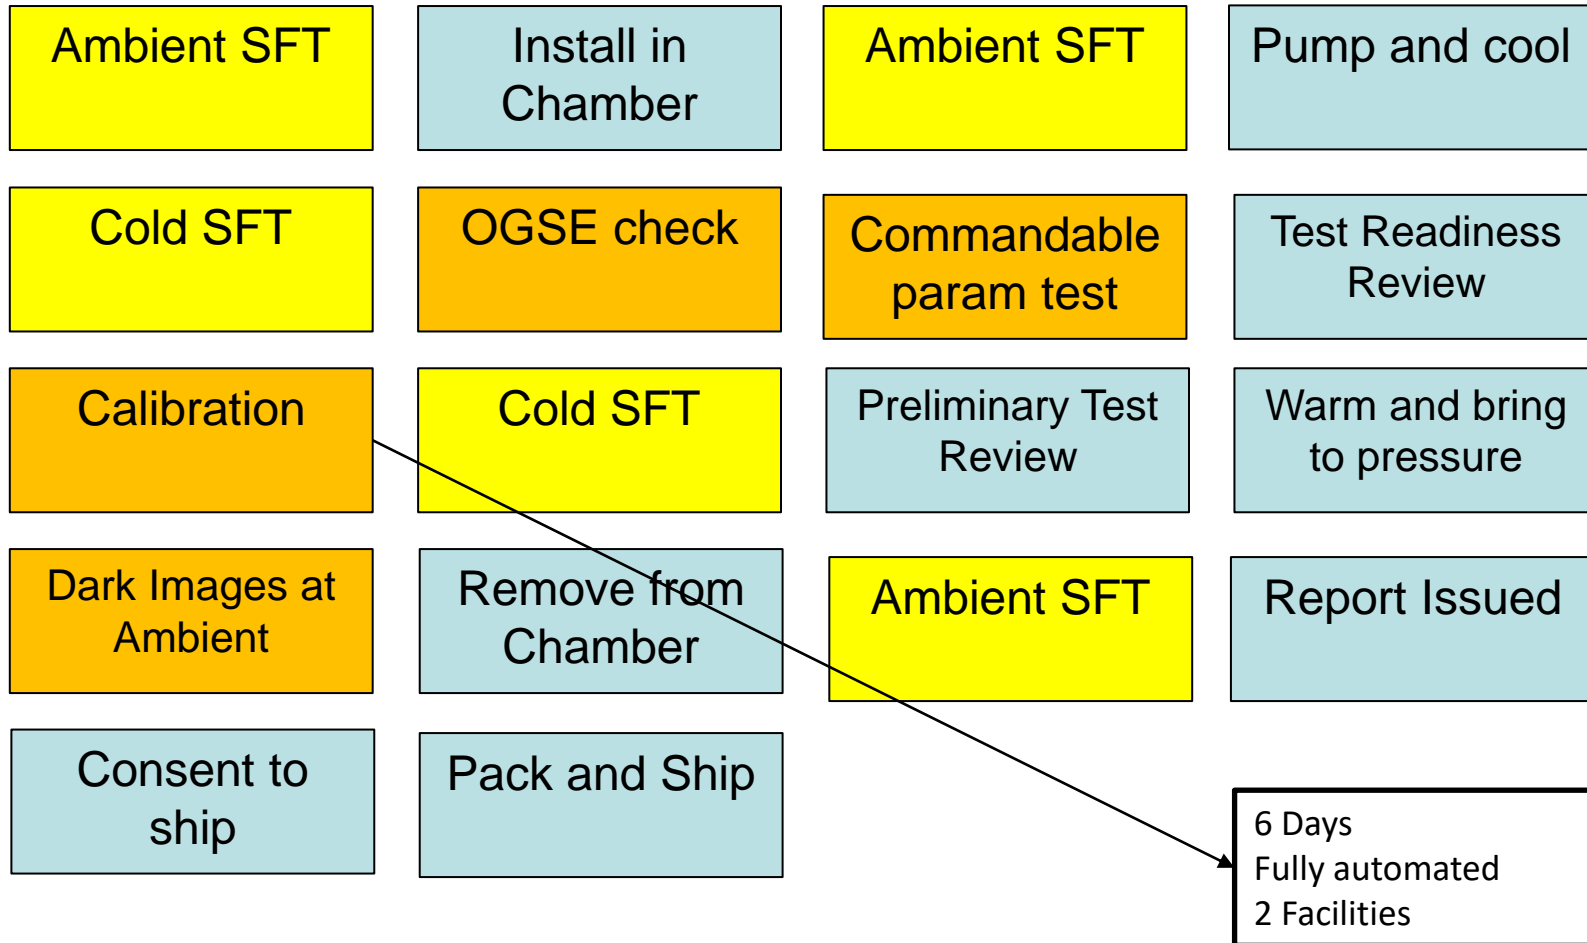 Ambient SFT
Install in
Chamber
Ambient SFT
Pump and cool
Cold SFT
OGSE check
Commandable
param test
Test Readiness
Review
Calibration
Cold SFT
Preliminary Test
Review
Warm and bring
to pressure
Dark Images at
Ambient
Remove from
Chamber
Ambient SFT
Report Issued
Consent to
ship
Pack and Ship
6 Days
Fully automated
2 Facilities